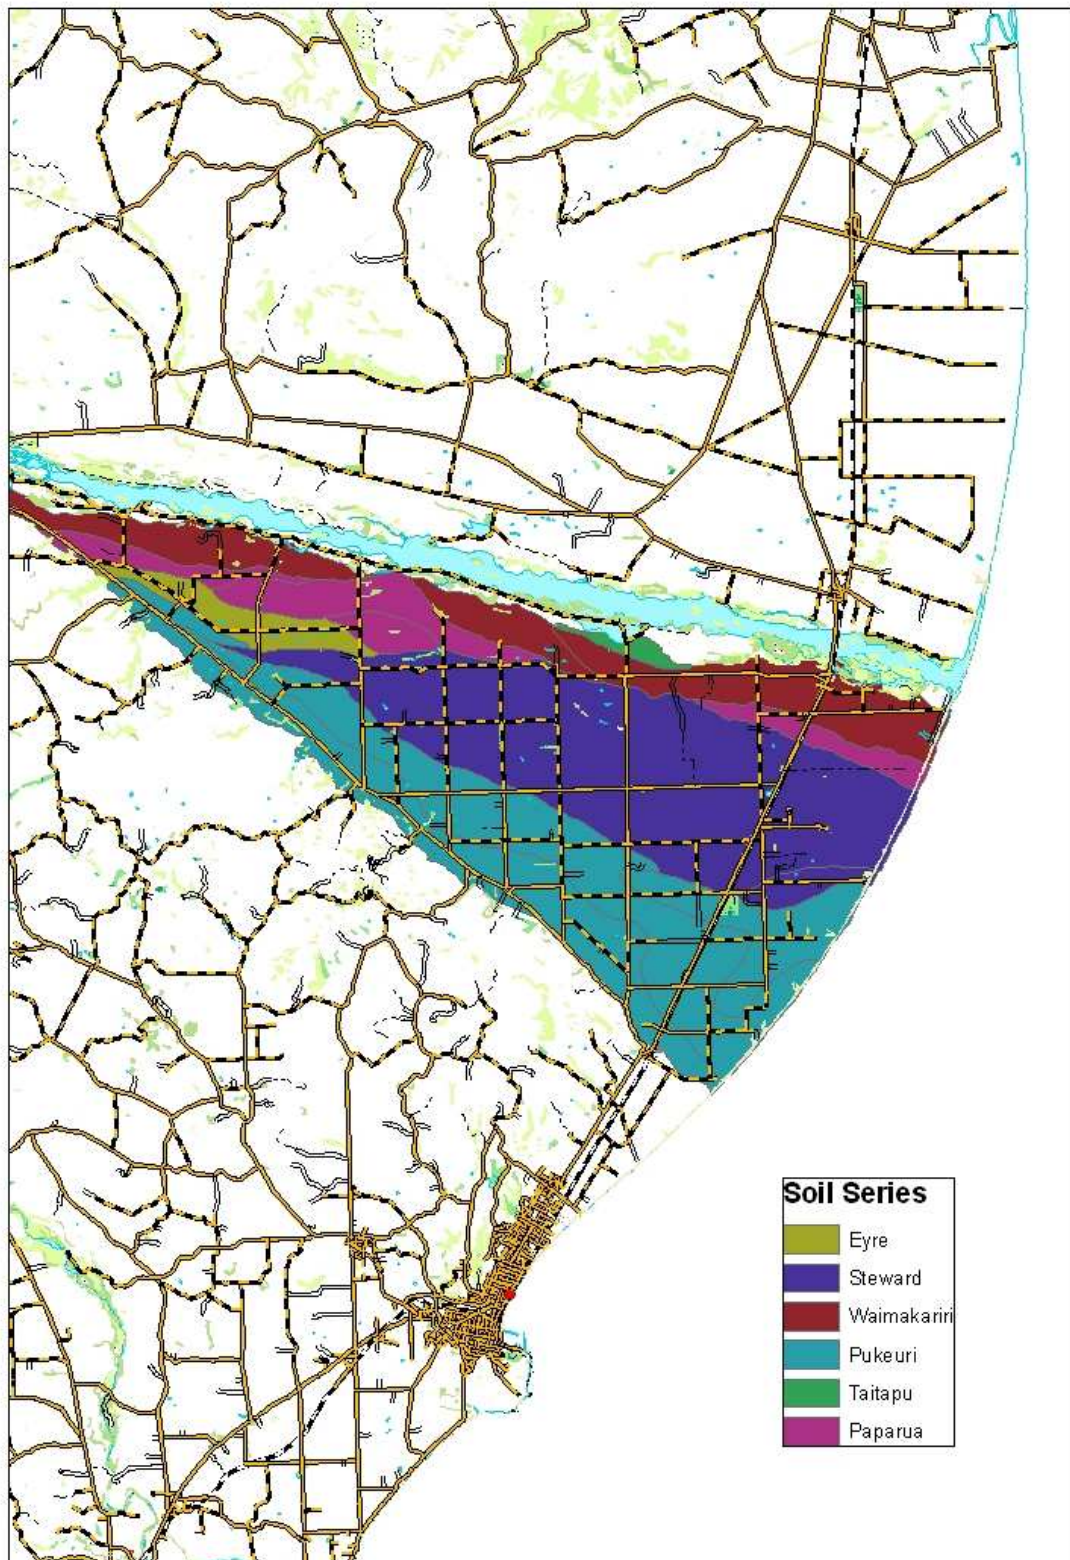 Soil Series
Eyre
Steward
Waimakariri
Pukeuri
Taitapu
Paparua